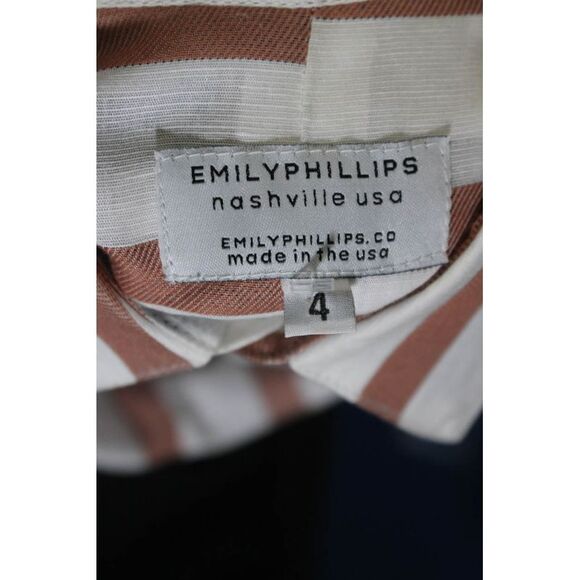 EMILYPHILLIPS
nashville usa
EMILYPHILLIPS.CO
made in the usa
4